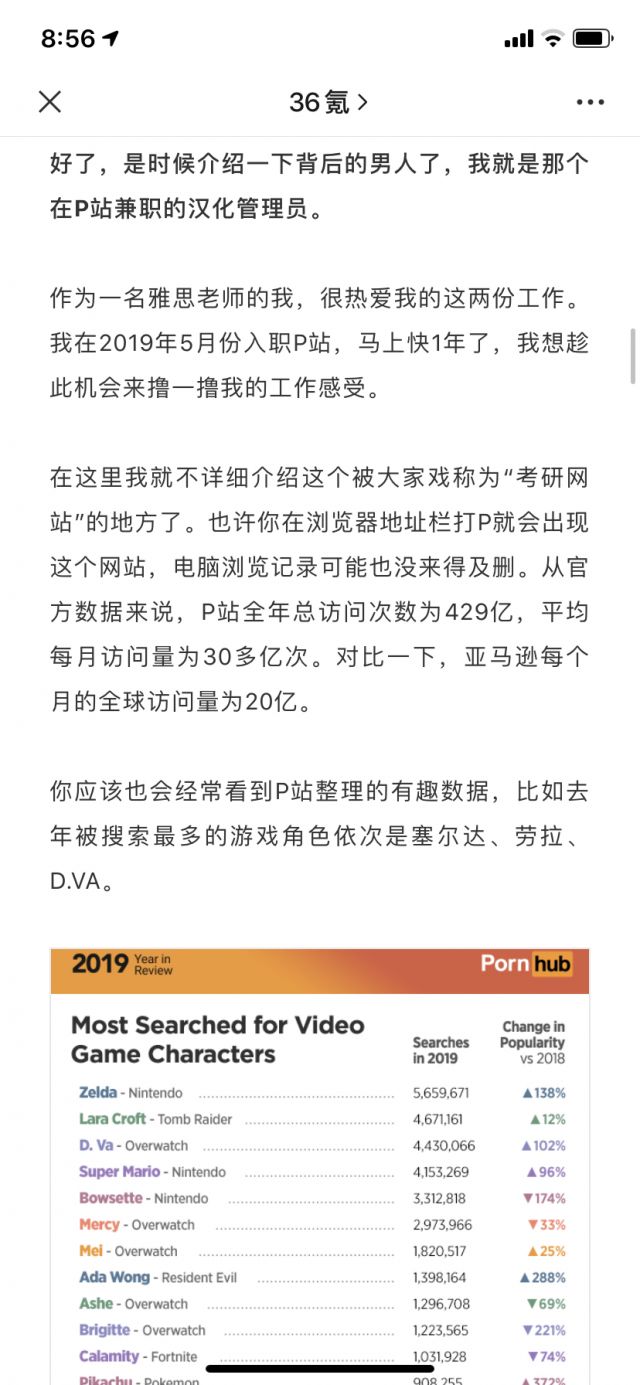 8:56
36氪
好了，是时候介绍一下背后的男人了，我就是那个
在P站兼职的汉化管理员。
作为一名雅思老师的我，很热爱我的这两份工作。
我在2019年5月份入职P站，马上快1年了，我想趁
此机会来撸一撸我的工作感受。
在这里我就不详细介绍这个被大家戏称为“考研网
站”的地方了。也许你在浏览器地址栏打P就会出现
这个网站，电脑浏览记录可能也没来得及删。从官
方数据来说，P站全年总访问次数为429亿，平均
每月访问量为30多亿次。对比一下，亚马逊每个
月的全球访问量为20亿。
你应该也会经常看到P站整理的有趣数据，比如去
年被搜索最多的游戏角色依次是塞尔达、劳拉、
D.VA。
2019 Year in Review
Porn hub
Most Searched for Video
Game Characters
Searches in 2019
Change in Popularity vs 2018
Zelda - Nintendo 5,659,671 ▲138%
Lara Croft - Tomb Raider 4,671,161 ▲12%
D. Va - Overwatch 4,430,066 ▲102%
Super Mario - Nintendo 4,153,269 ▲96%
Bowsette - Nintendo 3,312,818 ▼174%
Mercy - Overwatch 2,973,966 ▼33%
Mei - Overwatch 1,820,517 ▲25%
Ada Wong - Resident Evil 1,398,164 ▲288%
Ashe - Overwatch 1,296,708 ▼69%
Brigitte - Overwatch 1,223,565 ▼221%
Calamity - Fortnite 1,031,928 ▼74%
Pikachu - Pokemon 908,255 ▲372%